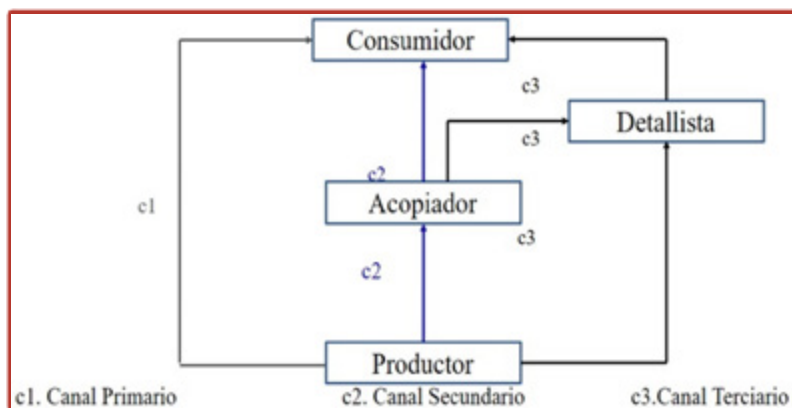 Consumidor
c3
Detallista
c3
c2
Acopiador
c1
c3
c2
Productor
c1. Canal Primario
c2. Canal Secundario
c3.Canal Terciario